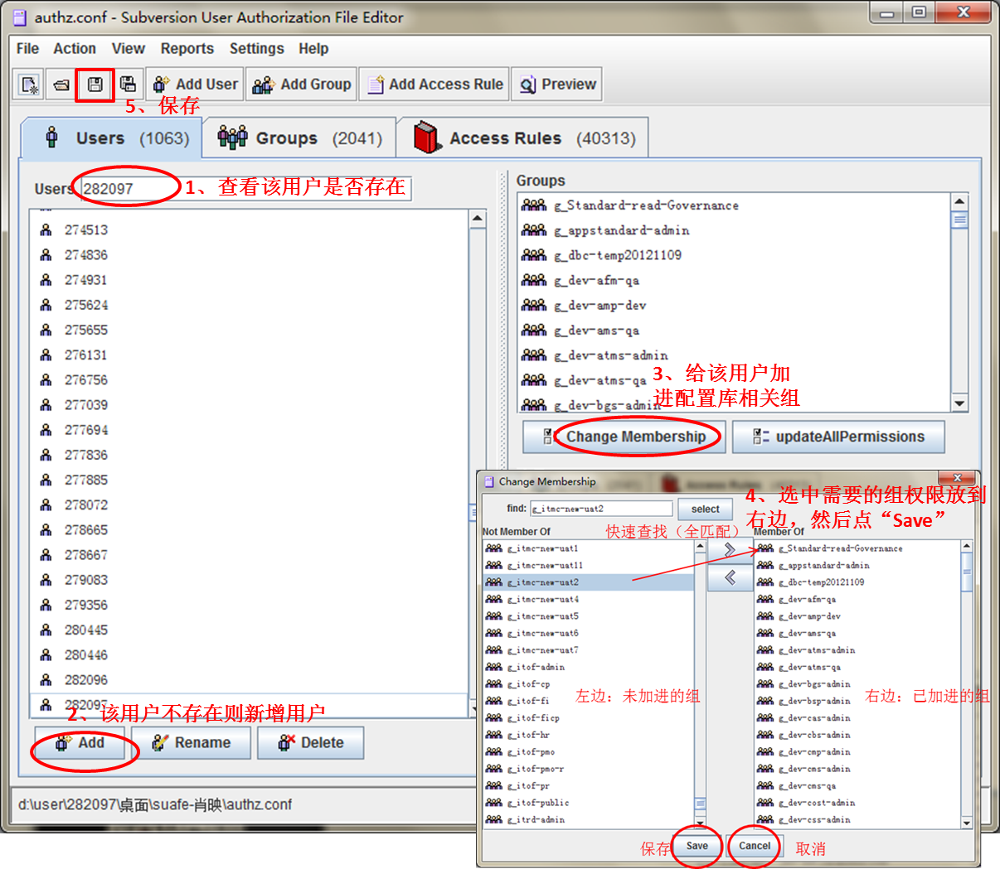 authz.conf - Subversion User Authorization File Editor
File Action View Reports Settings Help
Add User Add Group Add Access Rule Preview
5、保存
Users (1063) Groups (2041) Access Rules (40313)
Users 282097
1、查看该用户是否存在
274513
274836
274931
275624
275655
276131
276756
277039
277694
277836
277885
278072
278665
278667
279083
279356
280445
280446
282096
282097
2、该用户不存在则新增用户
Add Rename Delete
Groups
g_Standard-read-Governance
g_appstandard-admin
g_dbc-temp20121109
g_dev-afm-qa
g_dev-amp-dev
g_dev-ams-qa
g_dev-atms-admin
g_dev-atms-qa
g_dev-bgs-admin
3、给该用户加
进配置库相关组
Change Membership updateAllPermissions
Change Membership
find: g_itmc-new-uat2 select
快速查找（全匹配）
4、选中需要的组权限放到
右边，然后点“Save”
Not Member Of
g_itmc-new-uat1
g_itmc-new-uat11
g_itmc-new-uat2
g_itmc-new-uat4
g_itmc-new-uat5
g_itmc-new-uat6
g_itmc-new-uat7
g_itof-admin
g_itof-cp
g_itof-fi
g_itof-ficp
g_itof-hr
g_itof-pmo
g_itof-pmo-r
g_itof-pr
g_itof-public
g_itrd-admin
左边：未加进的组
Member Of
g_Standard-read-Governance
g_appstandard-admin
g_dbc-temp20121109
g_dev-afm-qa
g_dev-amp-dev
g_dev-ams-qa
g_dev-atms-admin
g_dev-atms-qa
g_dev-bgs-admin
g_dev-bsp-admin
g_dev-cas-admin
g_dev-cbs-admin
g_dev-cmp-admin
g_dev-cms-admin
g_dev-cms-qa
g_dev-cost-admin
g_dev-css-admin
右边：已加进的组
保存 Save Cancel 取消
d:\user\282097\桌面\suafe-肖映\authz.conf